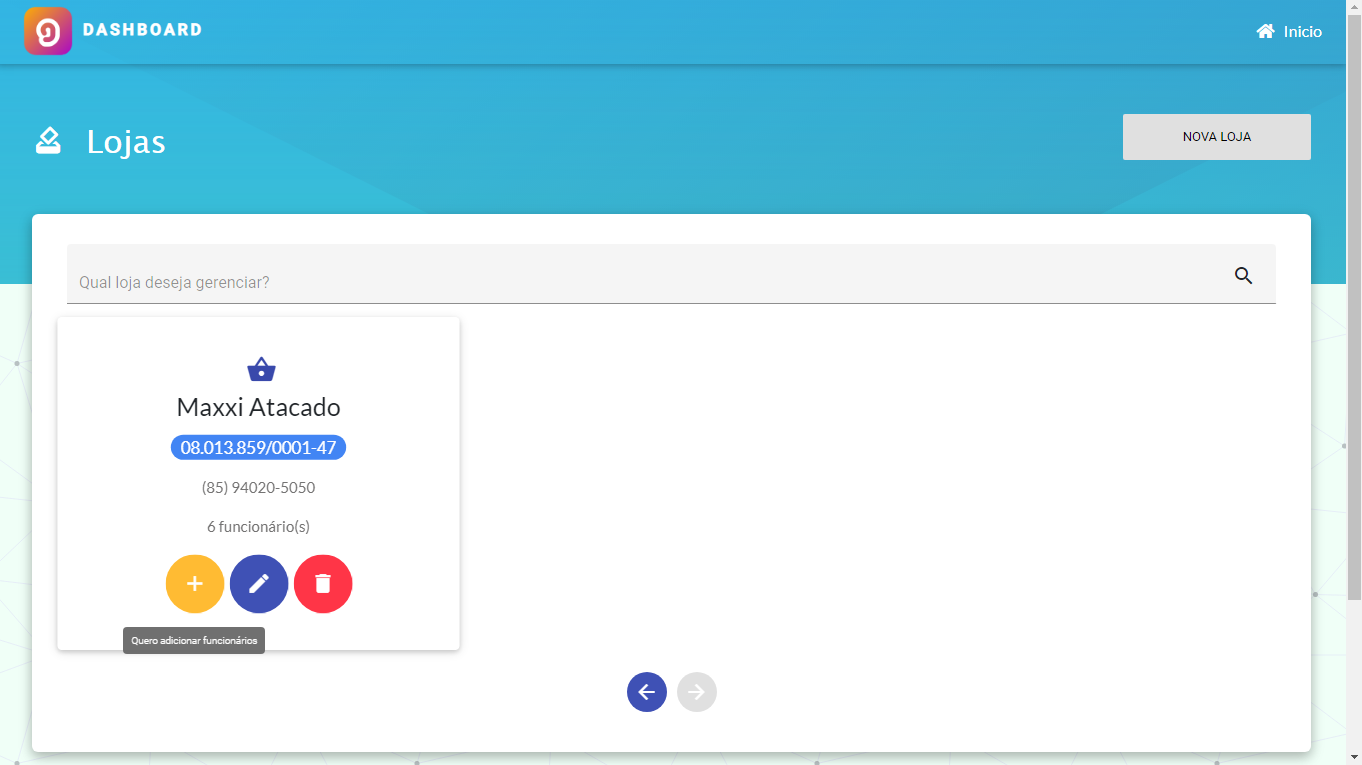 DASHBOARD
Inicio
Lojas
NOVA LOJA
Qual loja deseja gerenciar?
Maxxi Atacado
08.013.859/0001-47
(85) 94020-5050
6 funcionário(s)
Quero adicionar funcionários